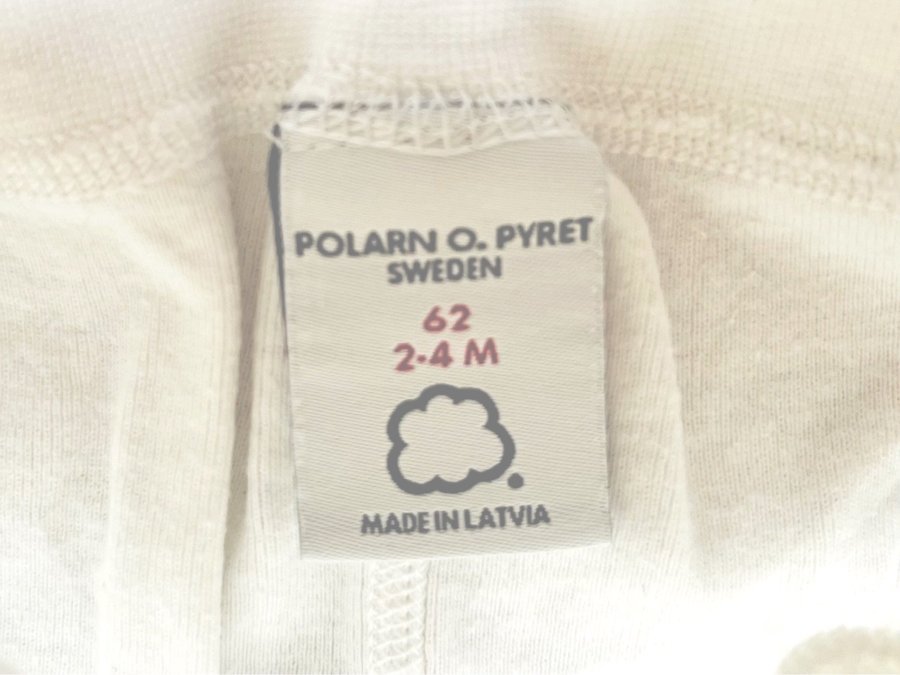 POLARN O. PYRET
SWEDEN
62
2-4 M
MADE IN LATVIA